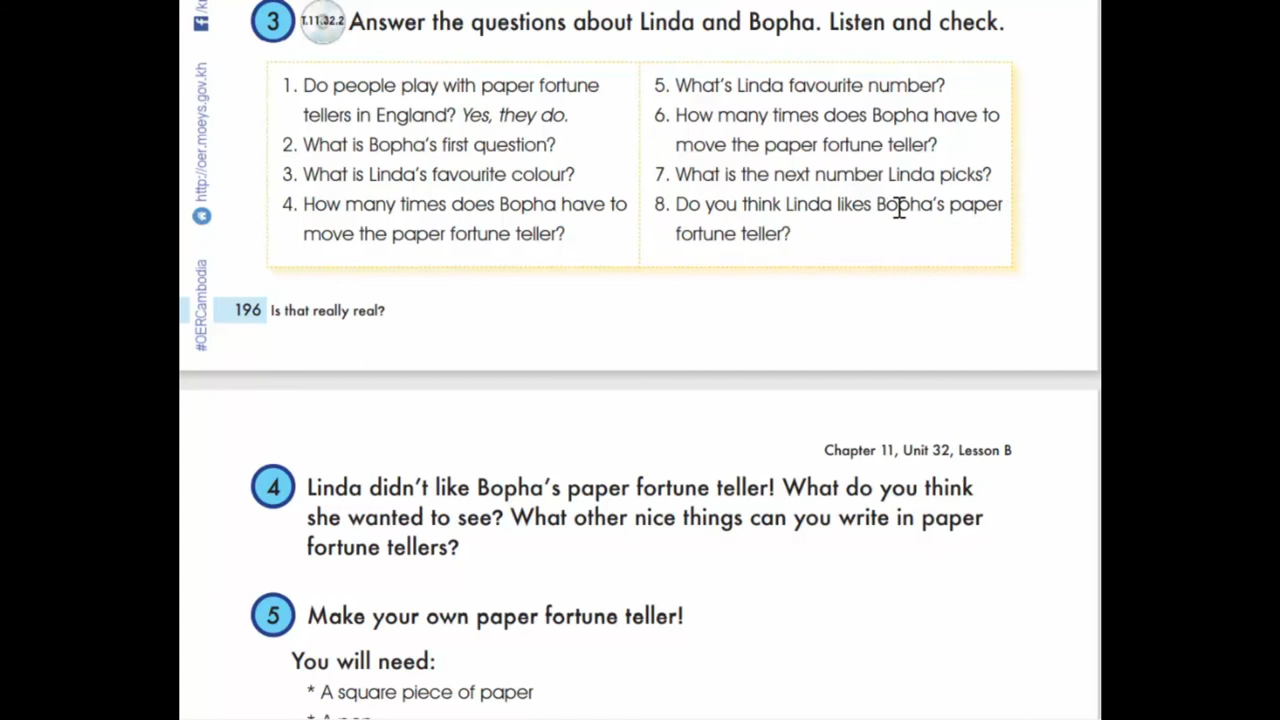 3 T.11.32.2 Answer the questions about Linda and Bopha. Listen and check.
1. Do people play with paper fortune
tellers in England? Yes, they do.
2. What is Bopha's first question?
3. What is Linda's favourite colour?
4. How many times does Bopha have to
move the paper fortune teller?
5. What's Linda favourite number?
6. How many times does Bopha have to
move the paper fortune teller?
7. What is the next number Linda picks?
8. Do you think Linda likes Bopha's paper
fortune teller?
196 Is that really real?
#OERCambodia
http://oer.moeys.gov.kh
Chapter 11, Unit 32, Lesson B
4 Linda didn't like Bopha's paper fortune teller! What do you think
she wanted to see? What other nice things can you write in paper
fortune tellers?
5 Make your own paper fortune teller!
You will need:
* A square piece of paper